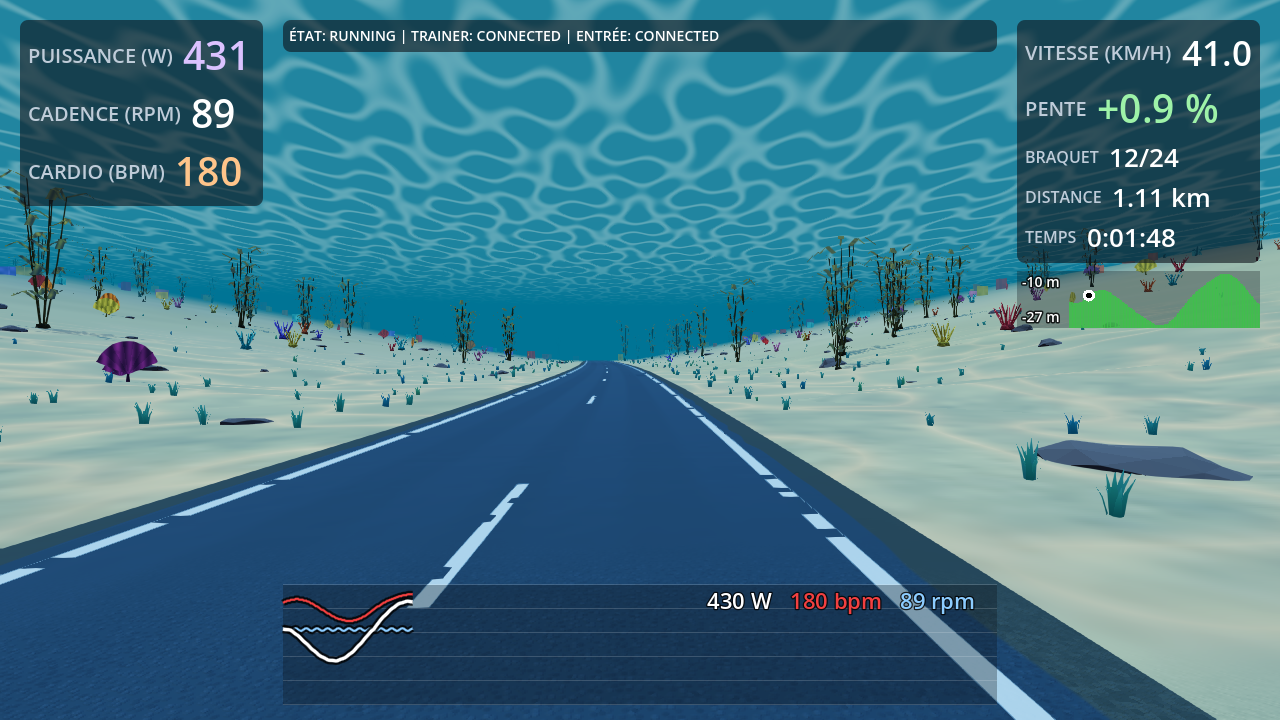 PUISSANCE (W) 431
CADENCE (RPM) 89
CARDIO (BPM) 180
ÉTAT: RUNNING | TRAINER: CONNECTED | ENTRÉE: CONNECTED
VITESSE (KM/H) 41.0
PENTE +0.9 %
BRAQUET 12/24
DISTANCE 1.11 km
TEMPS 0:01:48
-10 m
-27 m
430 W 180 bpm 89 rpm